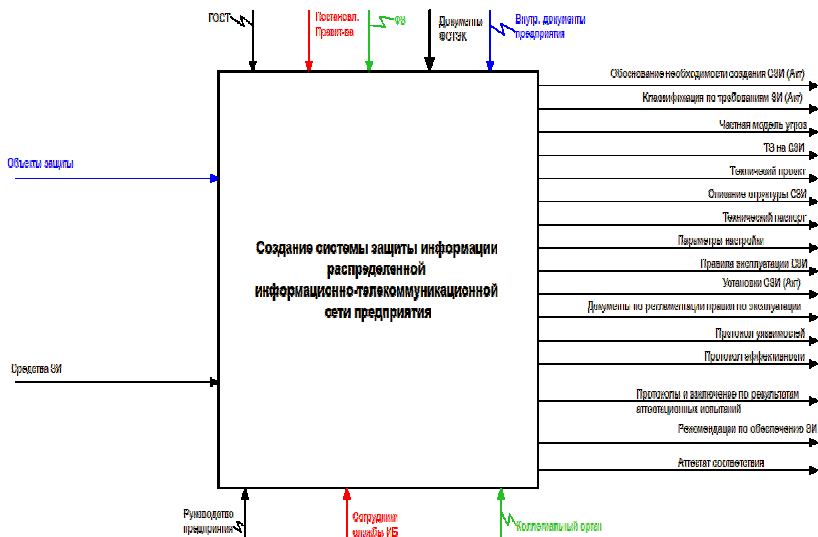 ГОСТ
Постановл.
Правит-ва
ФЗ
Документы
ФСТЭК
Внутр. документы
предприятия
Объекты защиты
Средства ЗИ
Создание системы защиты информации
распределенной
информационно-телекоммуникационной
сети предприятия
Обоснование необходимости создания СЗИ (Акт)
Классификация по требованиям ЗИ (Акт)
Частная модель угроз
ТЗ на СЗИ
Технический проект
Описание структуры СЗИ
Технический паспорт
Параметры настройки
Правила эксплуатации СЗИ
Установки СЗИ (Акт)
Документы по регламентации правил по эксплуатации
Протокол уязвимостей
Протокол эффективности
Протоколы и заключение по результатам
аттестационных испытаний
Рекомендации по обеспечению ЗИ
Аттестат соответствия
Руководство
предприятия
Сотрудники
службы ИБ
Коллегиальный орган